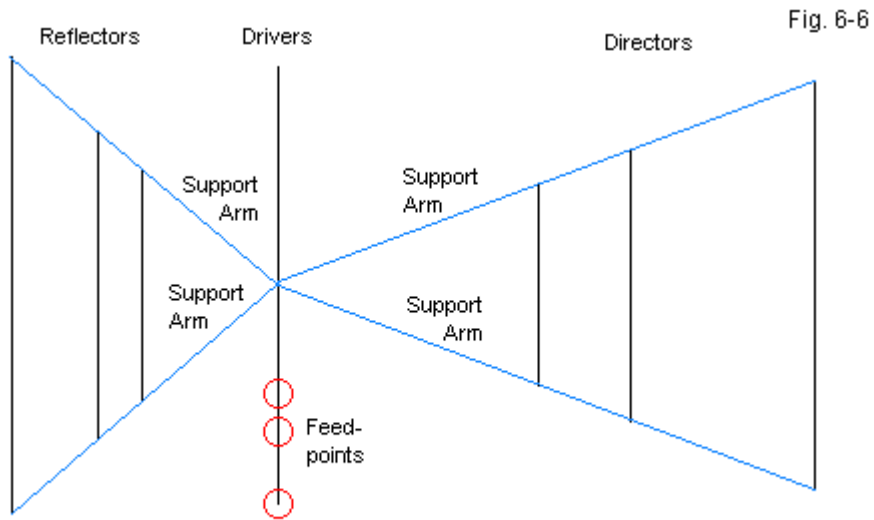 Fig. 6-6
Reflectors
Drivers
Directors
Support
Arm
Support
Arm
Support
Arm
Support
Arm
Feed-
points